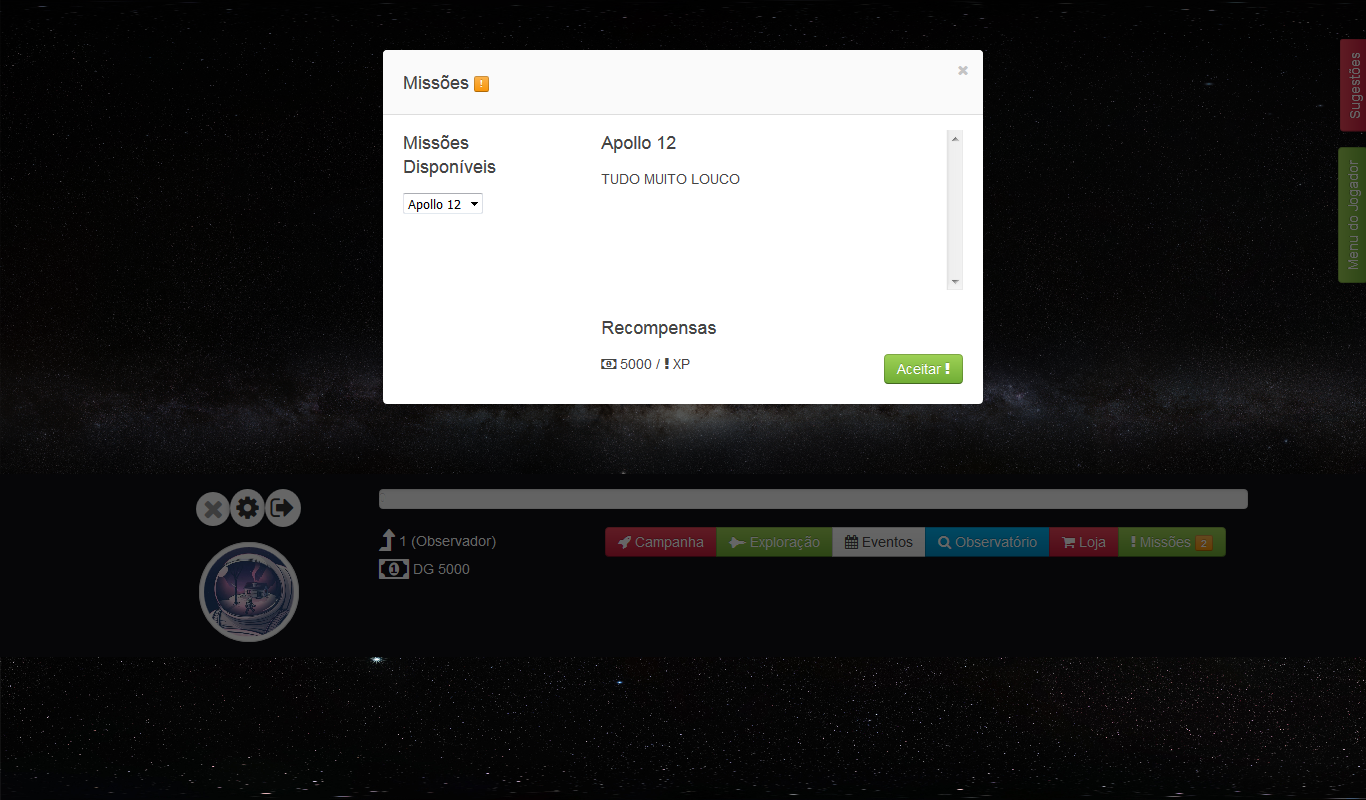 Missões !
Sugestões
Missões
Disponíveis
Apollo 12
Apollo 12
TUDO MUITO LOUCO
Menu do Jogador
Recompensas
5000 / ! XP
Aceitar !
1 (Observador)
Campanha
Exploração
Eventos
Observatório
Loja
! Missões 2
1 DG 5000